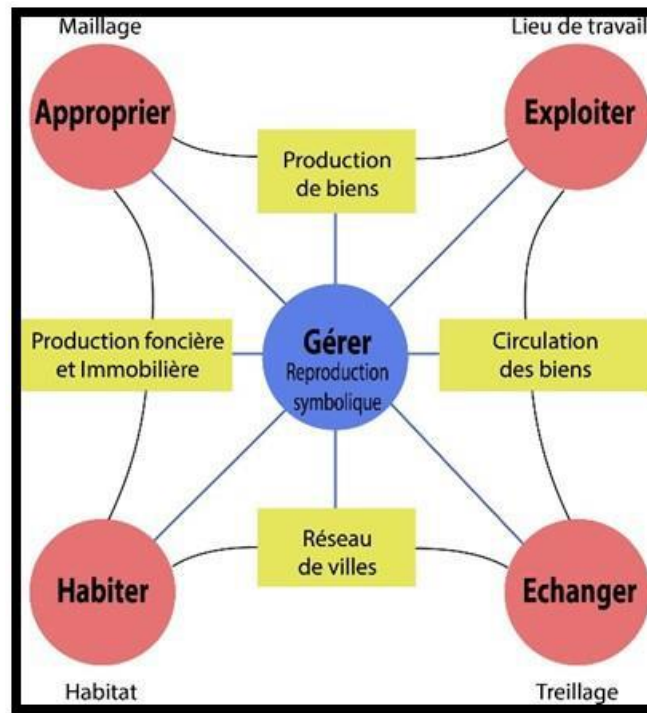 Maillage
Lieu de travail
Approprier
Exploiter
Production
de biens
Production foncière
et Immobilière
Gérer
Reproduction
symbolique
Circulation
des biens
Réseau
de villes
Habiter
Echanger
Habitat
Treillage